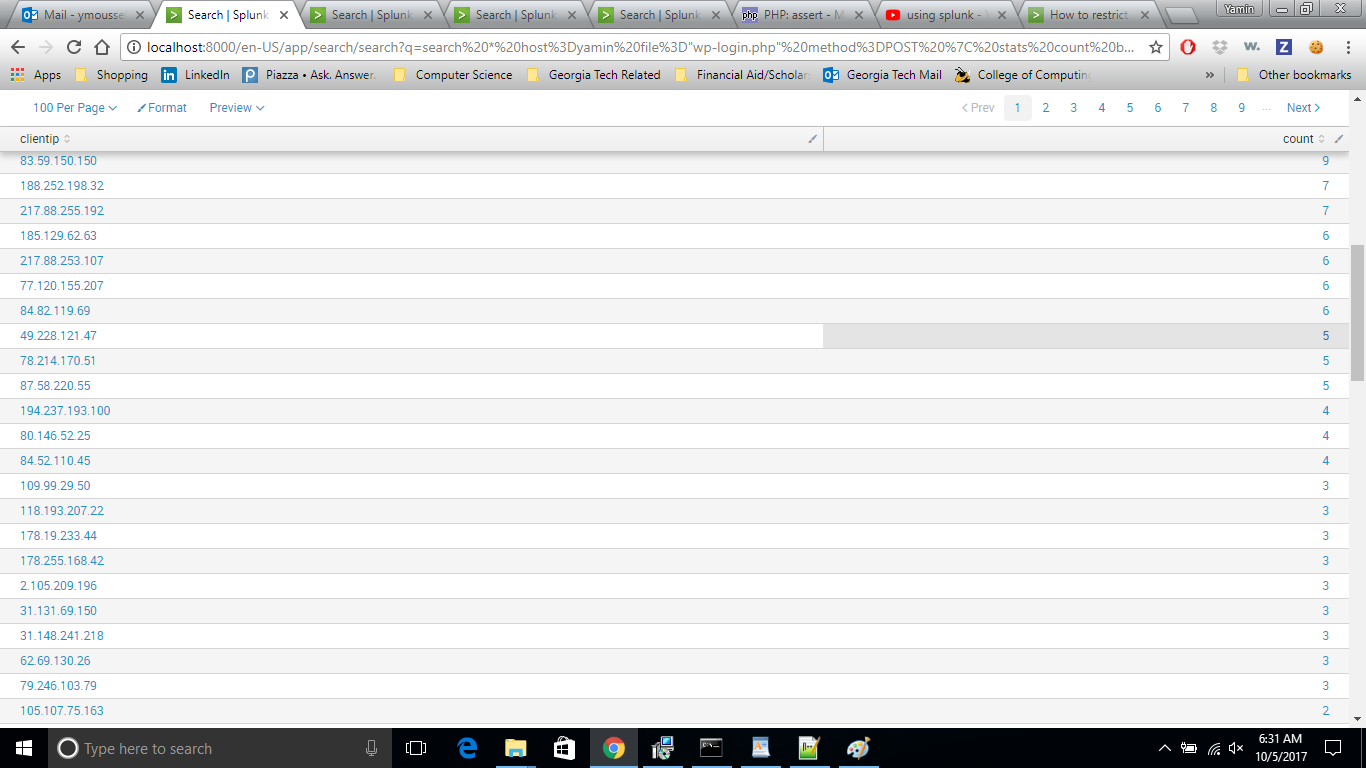 Mail - ymousse
Search | Splunk
Search | Splunk
Search | Splunk
Search | Splunk
php PHP: assert - M
using splunk - Y
How to restrict
Yamin
localhost:8000/en-US/app/search/search?q=search%20*%20host%3Dyamin%20file%3D"wp-login.php"%20method%3DPOST%20%7C%20stats%20count%20b...
Apps
Shopping
LinkedIn
Piazza • Ask. Answer.
Computer Science
Georgia Tech Related
Financial Aid/Scholar
Georgia Tech Mail
College of Computing
»
Other bookmarks
100 Per Page
Format
Preview
< Prev 1 2 3 4 5 6 7 8 9 ... Next >
clientip count
83.59.150.150 9
188.252.198.32 7
217.88.255.192 7
185.129.62.63 6
217.88.253.107 6
77.120.155.207 6
84.82.119.69 6
49.228.121.47 5
78.214.170.51 5
87.58.220.55 5
194.237.193.100 4
80.146.52.25 4
84.52.110.45 4
109.99.29.50 3
118.193.207.22 3
178.19.233.44 3
178.255.168.42 3
2.105.209.196 3
31.131.69.150 3
31.148.241.218 3
62.69.130.26 3
79.246.103.79 3
105.107.75.163 2
Type here to search
6:31 AM
10/5/2017